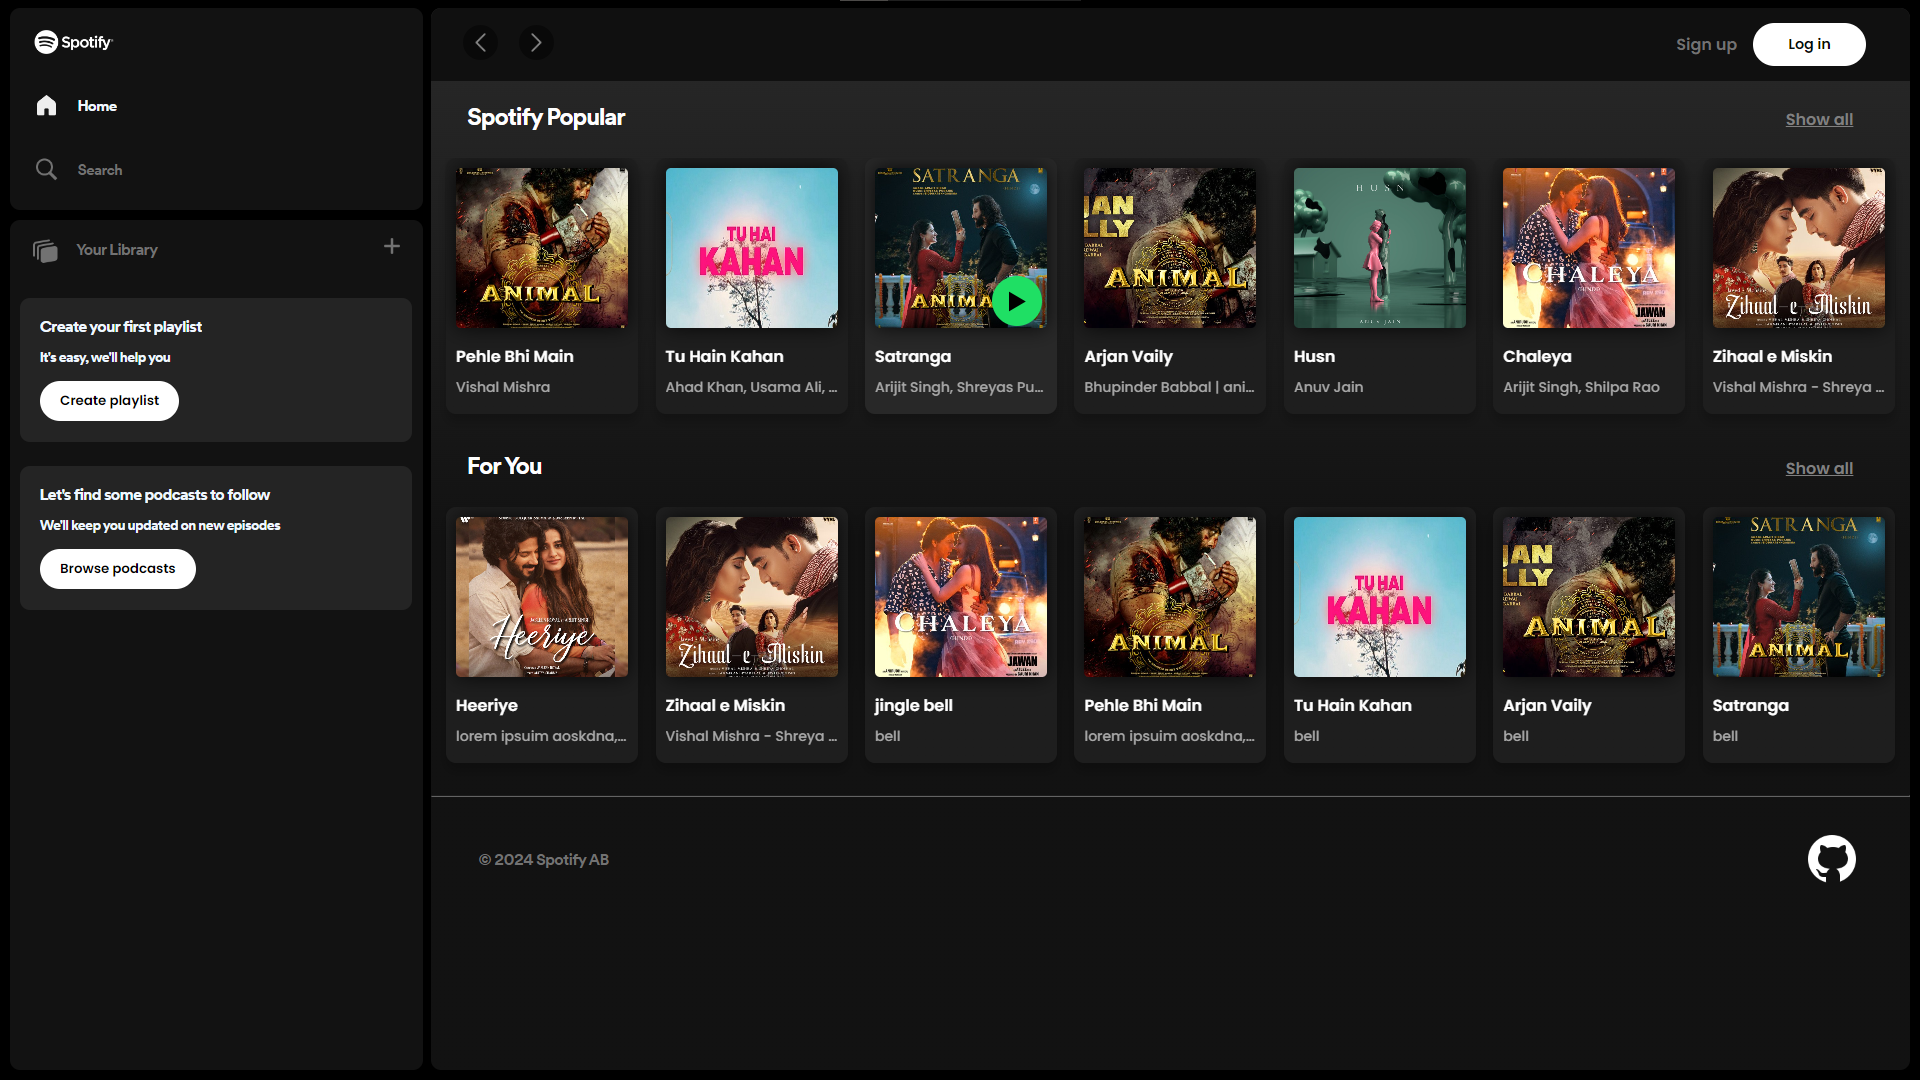 Spotify
Home
Search
Your Library
Create your first playlist
It's easy, we'll help you
Create playlist
Let's find some podcasts to follow
We'll keep you updated on new episodes
Browse podcasts
Sign up
Log in
Spotify Popular
Show all
ANIMAL
TU HAI
KAHAN
SATRANGA
ANIMA
JAN
LLY
ANIMAL
HUSN
ANUV JAIN
CHALEYA
JAWAN
Zihaal e Miskin
Pehle Bhi Main
Vishal Mishra
Tu Hain Kahan
Ahad Khan, Usama Ali, ...
Satranga
Arijit Singh, Shreyas Pu...
Arjan Vaily
Bhupinder Babbal | ani...
Husn
Anuv Jain
Chaleya
Arijit Singh, Shilpa Rao
Zihaal e Miskin
Vishal Mishra - Shreya ...
For You
Show all
Heeriye
Zihaal e Miskin
CHALEYA
JAWAN
ANIMAL
TU HAI
KAHAN
JAN
LLY
ANIMAL
SATRANGA
ANIMAL
Heeriye
lorem ipsuim aoskdna,...
Zihaal e Miskin
Vishal Mishra - Shreya ...
jingle bell
bell
Pehle Bhi Main
lorem ipsuim aoskdna,...
Tu Hain Kahan
bell
Arjan Vaily
bell
Satranga
bell
© 2024 Spotify AB